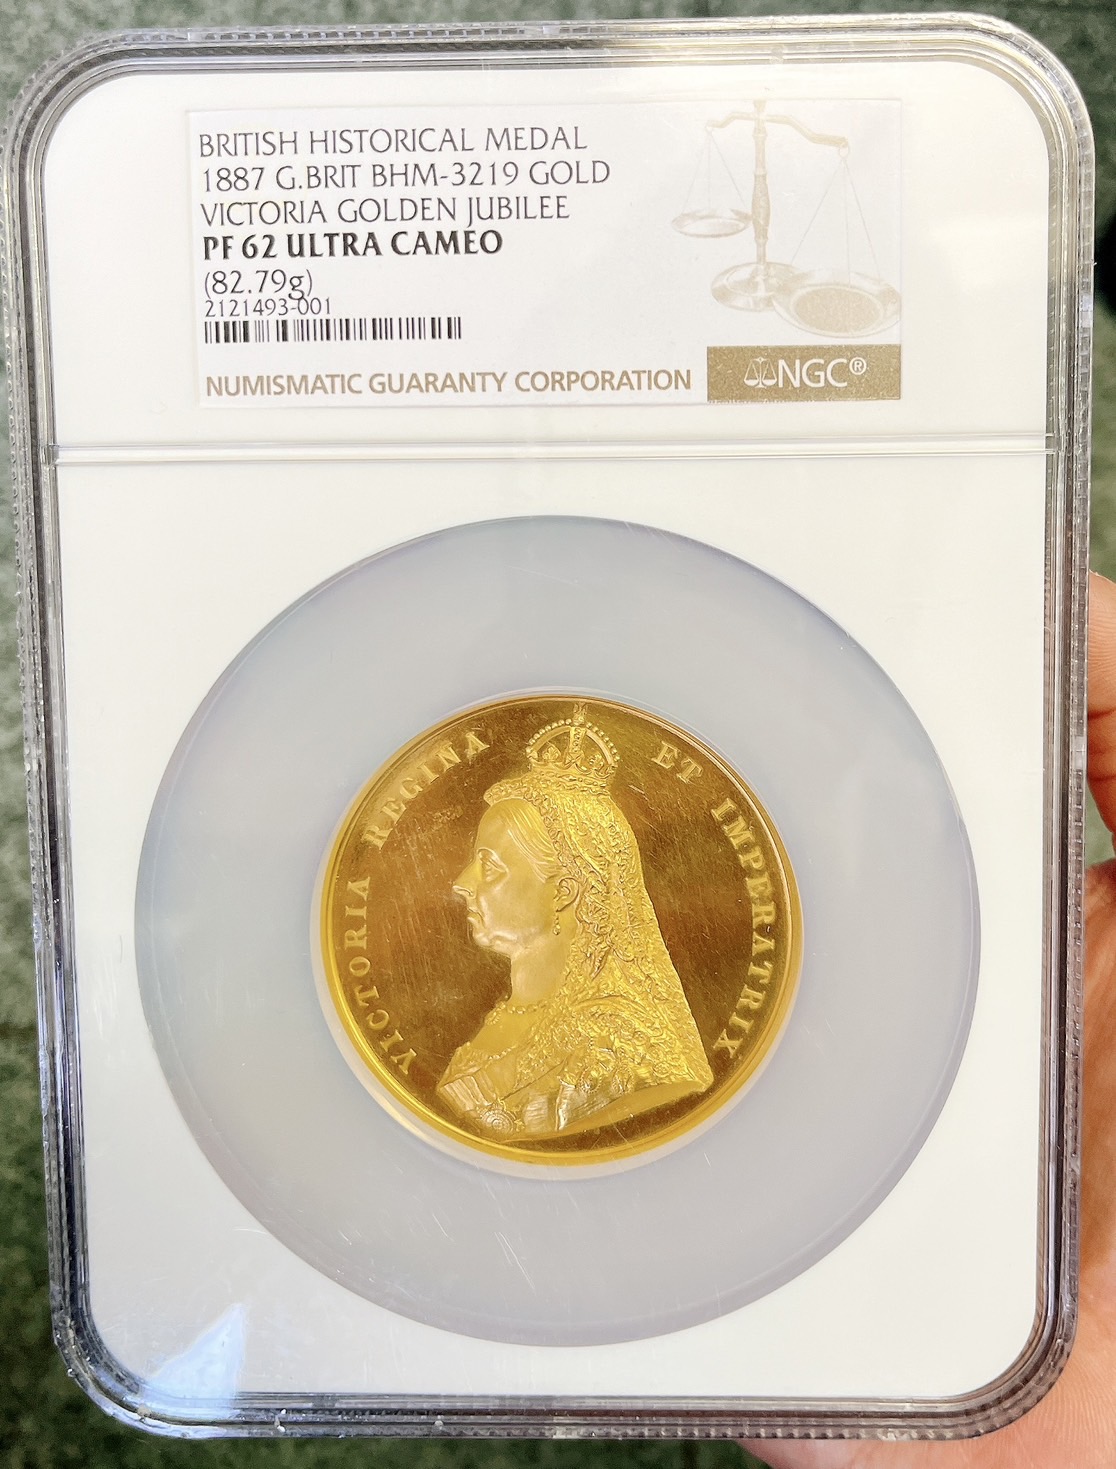 BRITISH HISTORICAL MEDAL
1887 G.BRIT BHM-3219 GOLD
VICTORIA GOLDEN JUBILEE
PF 62 ULTRA CAMEO
(82.79g)
2121493-001
NUMISMATIC GUARANTY CORPORATION
NGC®
VICTORIA REGINA ET IMPERATRIX